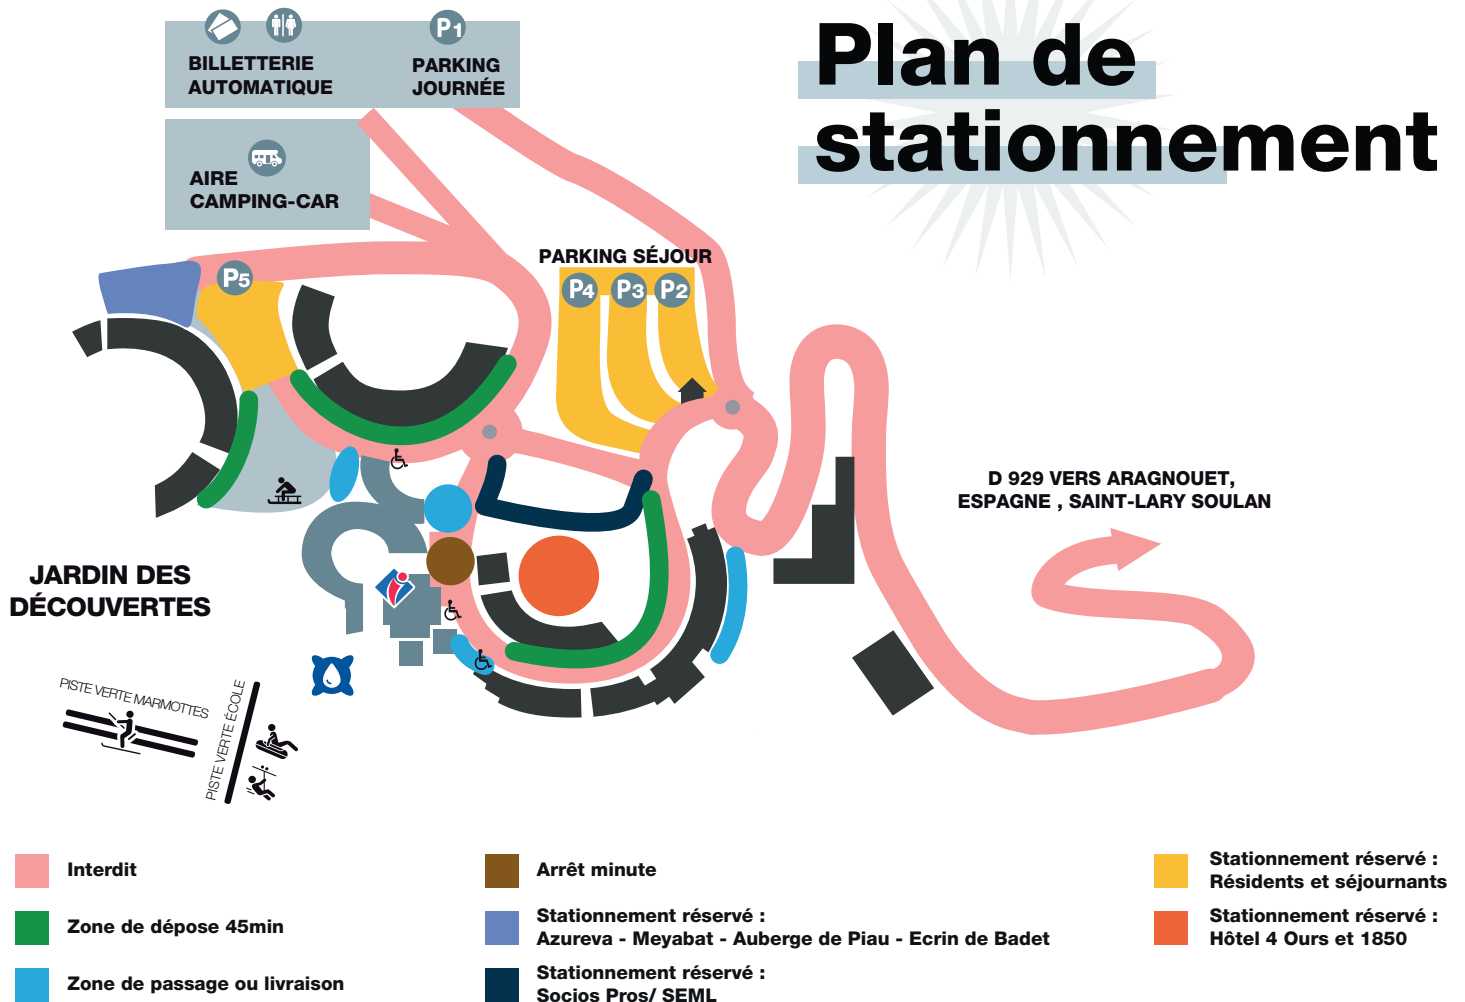 Plan de
stationnement
BILLETTERIE
AUTOMATIQUE
P1
PARKING
JOURNÉE
AIRE
CAMPING-CAR
PARKING SÉJOUR
P5
P4
P3
P2
D 929 VERS ARAGNOUET,
ESPAGNE , SAINT-LARY SOULAN
JARDIN DES
DÉCOUVERTES
PISTE VERTE MARMOTTES
PISTE VERTE ÉCOLE
Interdit
Zone de dépose 45min
Zone de passage ou livraison
Arrêt minute
Stationnement réservé :
Azureva - Meyabat - Auberge de Piau - Ecrin de Badet
Stationnement réservé :
Socios Pros/ SEML
Stationnement réservé :
Résidents et séjournants
Stationnement réservé :
Hôtel 4 Ours et 1850